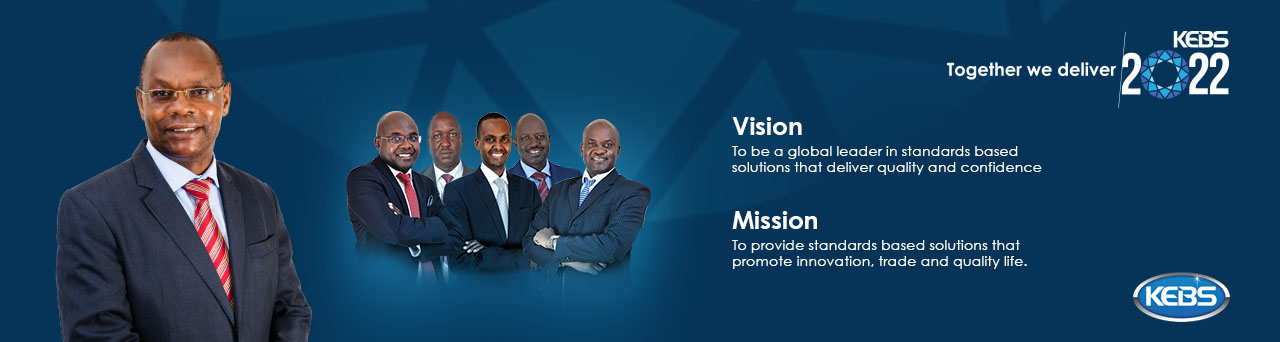 KEBS
Together we deliver 2022
Vision
To be a global leader in standards based
solutions that deliver quality and confidence
Mission
To provide standards based solutions that
promote innovation, trade and quality life.
KEBS